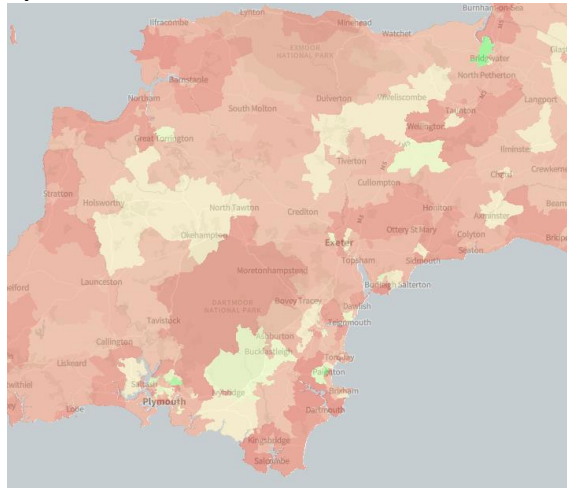 Burnham-on-Sea
Lynton
Minehead
Ilfracombe
Watchet
EXMOOR
NATIONAL PARK
Bridgwater
Barnstaple
North Petherton
Northam
Dulverton
Wiveliscombe
Langport
South Molton
Taunton
Wellington
Great Torrington
Ilminster
Tiverton
Chard
Crewkerne
Stratton
Cullompton
Holsworthy
North Tawton
Crediton
Honiton
Axminster
Okehampton
Ottery St Mary
Colyton
Exeter
Seaton
Topsham
Sidmouth
Moretonhampstead
Launceston
Budleigh Salterton
DARTMOOR
NATIONAL PARK
Bovey Tracey
Dawlish
Tavistock
Teignmouth
Callington
Ashburton
Buckfastleigh
Liskeard
Torquay
Paignton
Saltash
Ivybridge
Brixham
Plymouth
Looe
Dartmouth
Kingsbridge
Salcombe